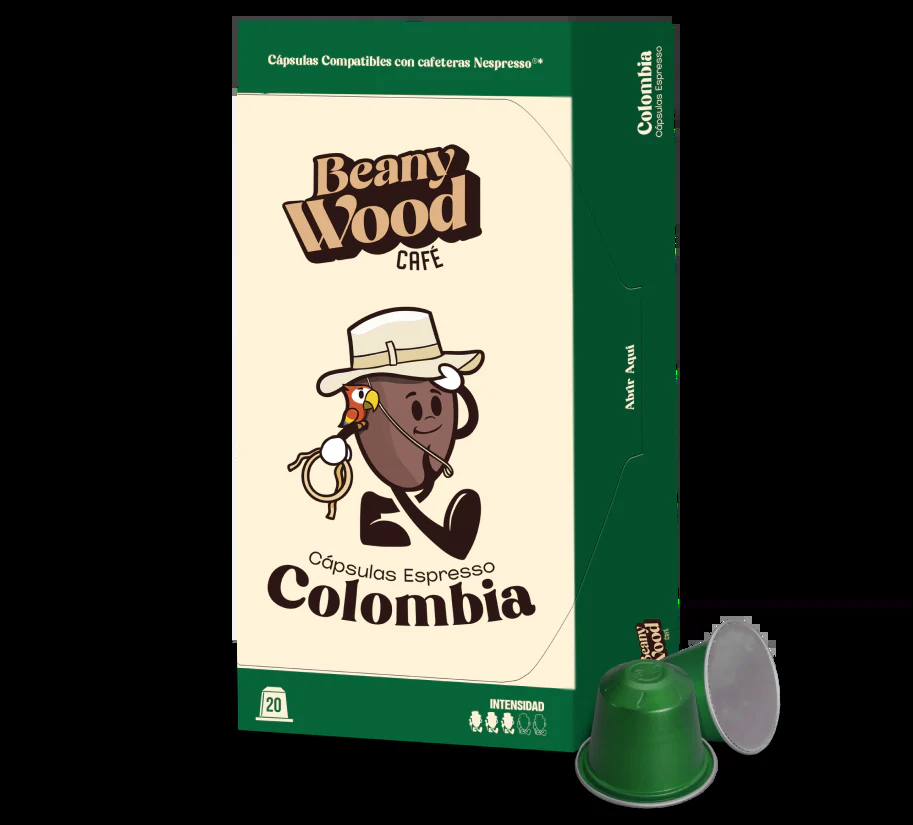 Cápsulas Compatibles con cafeteras Nespresso®*
Beany
Wood
CAFÉ
Cápsulas Espresso
Colombia
20
INTENSIDAD
Colombia
Cápsulas Espresso
Abrir Aquí
Beany
Wood
CAFÉ